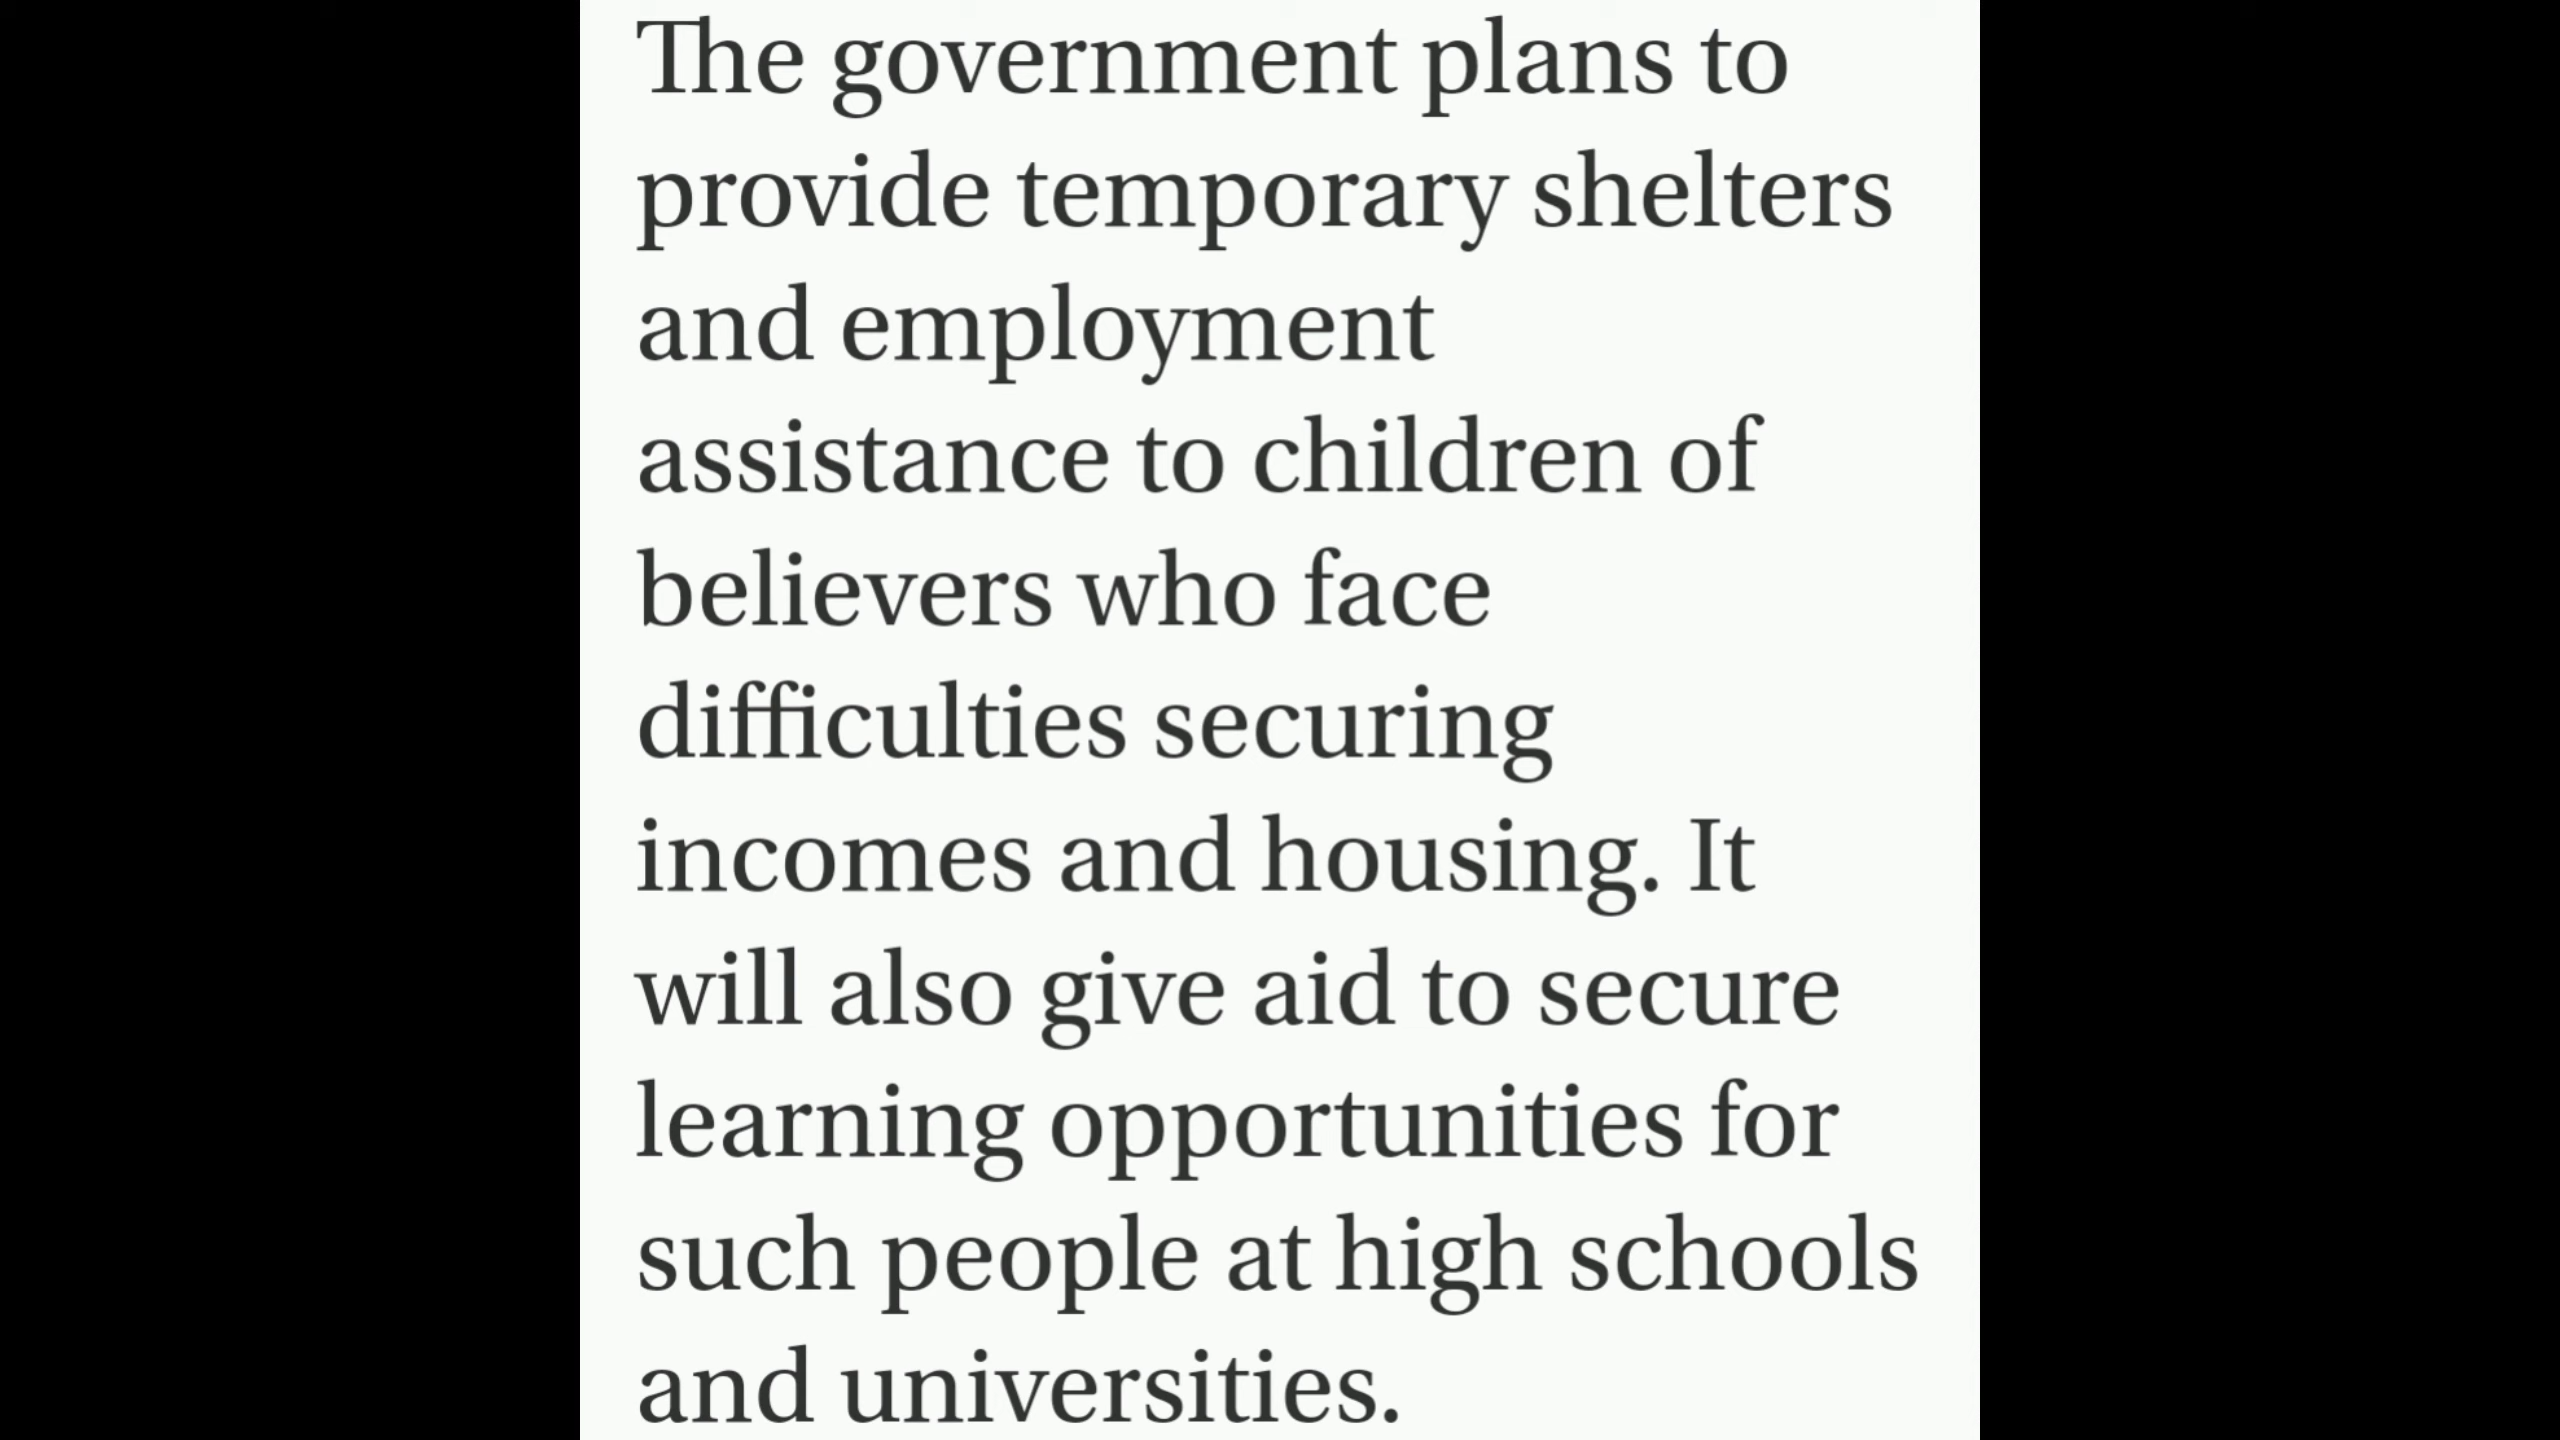 The government plans to
provide temporary shelters
and employment
assistance to children of
believers who face
difficulties securing
incomes and housing. It
will also give aid to secure
learning opportunities for
such people at high schools
and universities.